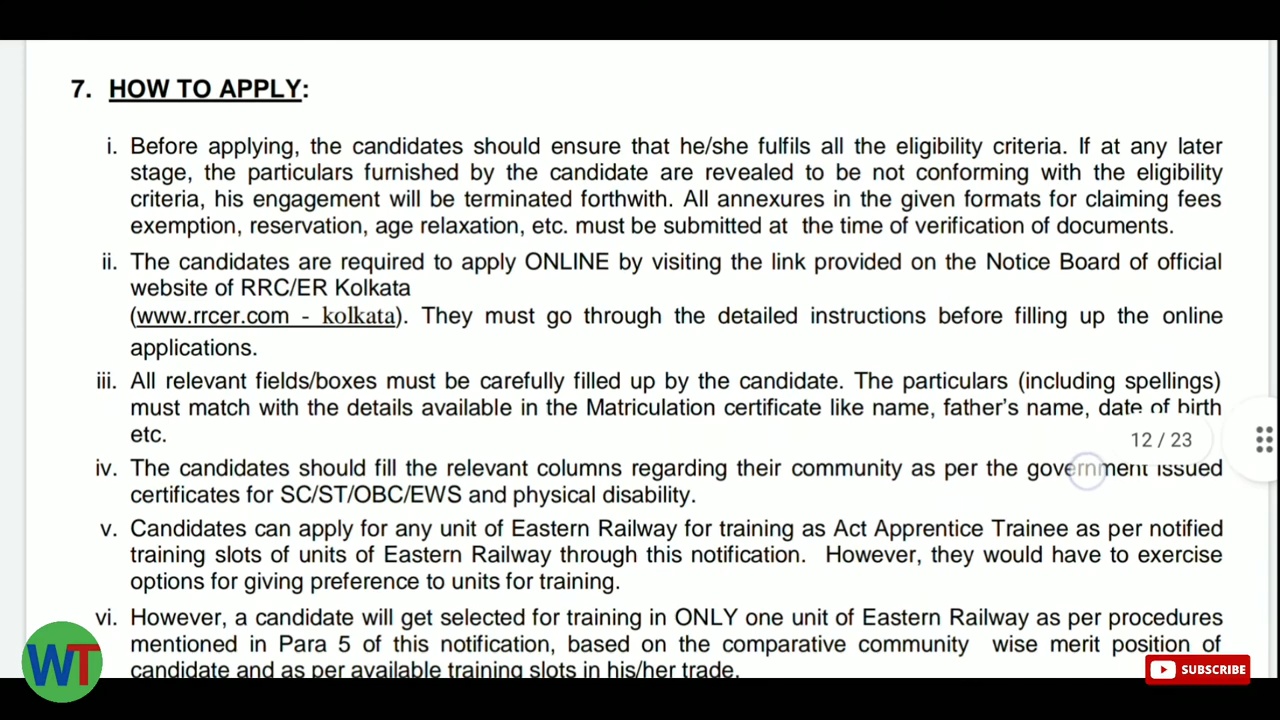 7. HOW TO APPLY:
i. Before applying, the candidates should ensure that he/she fulfils all the eligibility criteria. If at any later
stage, the particulars furnished by the candidate are revealed to be not conforming with the eligibility
criteria, his engagement will be terminated forthwith. All annexures in the given formats for claiming fees
exemption, reservation, age relaxation, etc. must be submitted at the time of verification of documents.
ii. The candidates are required to apply ONLINE by visiting the link provided on the Notice Board of official
website of RRC/ER Kolkata
(www.rrcer.com - kolkata). They must go through the detailed instructions before filling up the online
applications.
iii. All relevant fields/boxes must be carefully filled up by the candidate. The particulars (including spellings)
must match with the details available in the Matriculation certificate like name, father's name, date of birth
etc.
12 / 23
iv. The candidates should fill the relevant columns regarding their community as per the government issued
certificates for SC/ST/OBC/EWS and physical disability.
v. Candidates can apply for any unit of Eastern Railway for training as Act Apprentice Trainee as per notified
training slots of units of Eastern Railway through this notification. However, they would have to exercise
options for giving preference to units for training.
vi. However, a candidate will get selected for training in ONLY one unit of Eastern Railway as per procedures
mentioned in Para 5 of this notification, based on the comparative community wise merit position of
candidate and as per available training slots in his/her trade.
WT
SUBSCRIBE